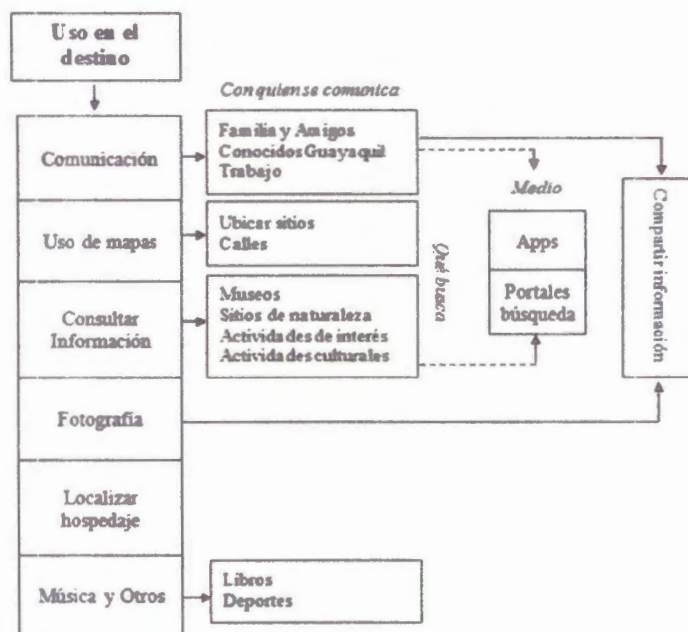 Uso en el
destino
Con quien se comunica
Comunicación
Familia y Amigos
Conocidos Guayaquil
Trabajo
Medio
Uso de mapas
Ubicar sitios
Calles
Apps
Portales
búsqueda
Qué busca
Compartir información
Consultar
Información
Museos
Sitios de naturaleza
Actividades de interés
Actividades culturales
Fotografía
Localizar
hospedaje
Música y Otros
Libros
Deportes